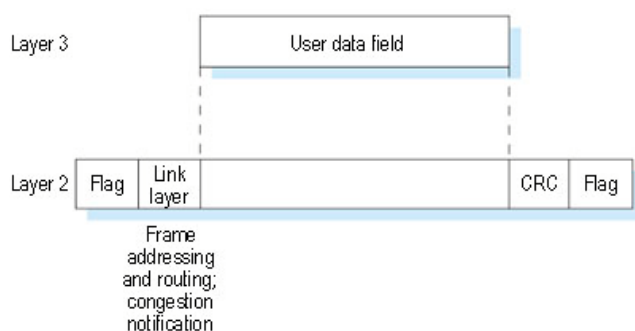 Layer 3
User data field
Layer 2
Flag
Link
layer
CRC
Flag
Frame
addressing
and routing;
congestion
notification